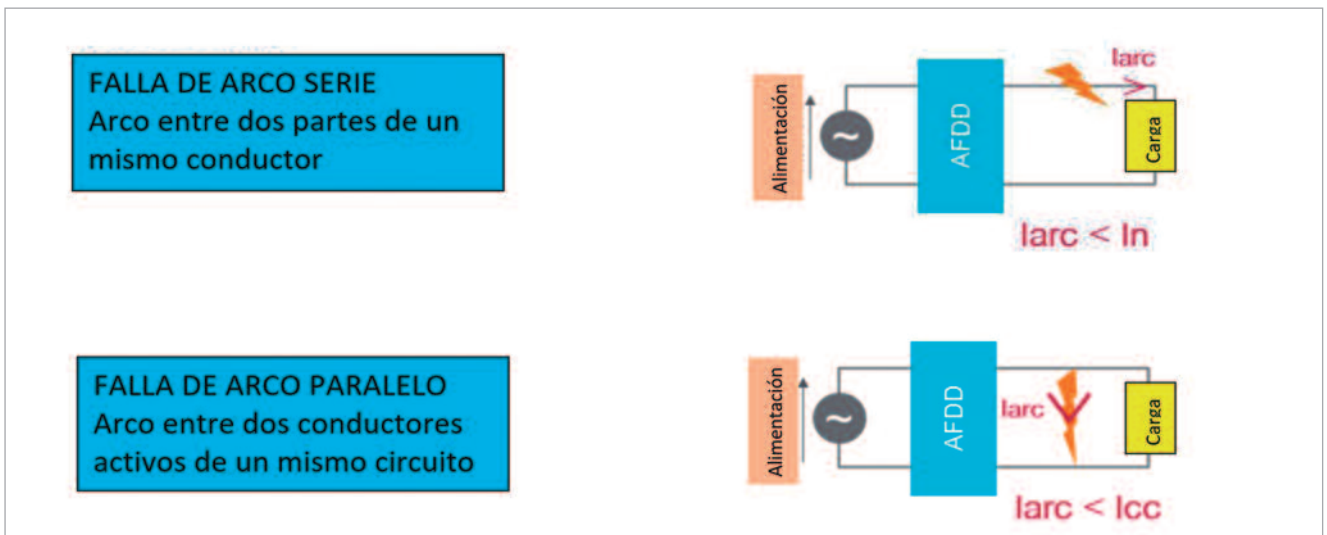 FALLA DE ARCO SERIE
Arco entre dos partes de un
mismo conductor
Alimentación
~
AFDD
Iarc
Carga
Iarc < In
FALLA DE ARCO PARALELO
Arco entre dos conductores
activos de un mismo circuito
Alimentación
~
AFDD
Iarc
Carga
Iarc < Icc